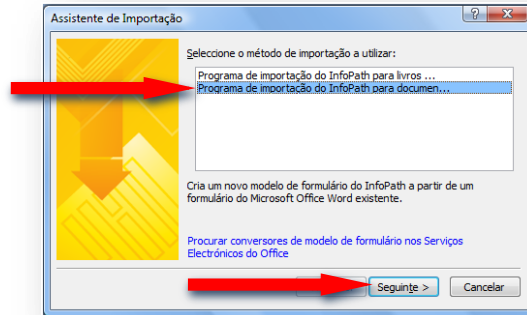 Assistente de Importação
Seleccione o método de importação a utilizar:
Programa de importação do InfoPath para livros ...
Programa de importação do InfoPath para documen...
Cria um novo modelo de formulário do InfoPath a partir de um
formulário do Microsoft Office Word existente.
Procurar conversores de modelo de formulário nos Serviços
Electrónicos do Office
Seguinte >
Cancelar